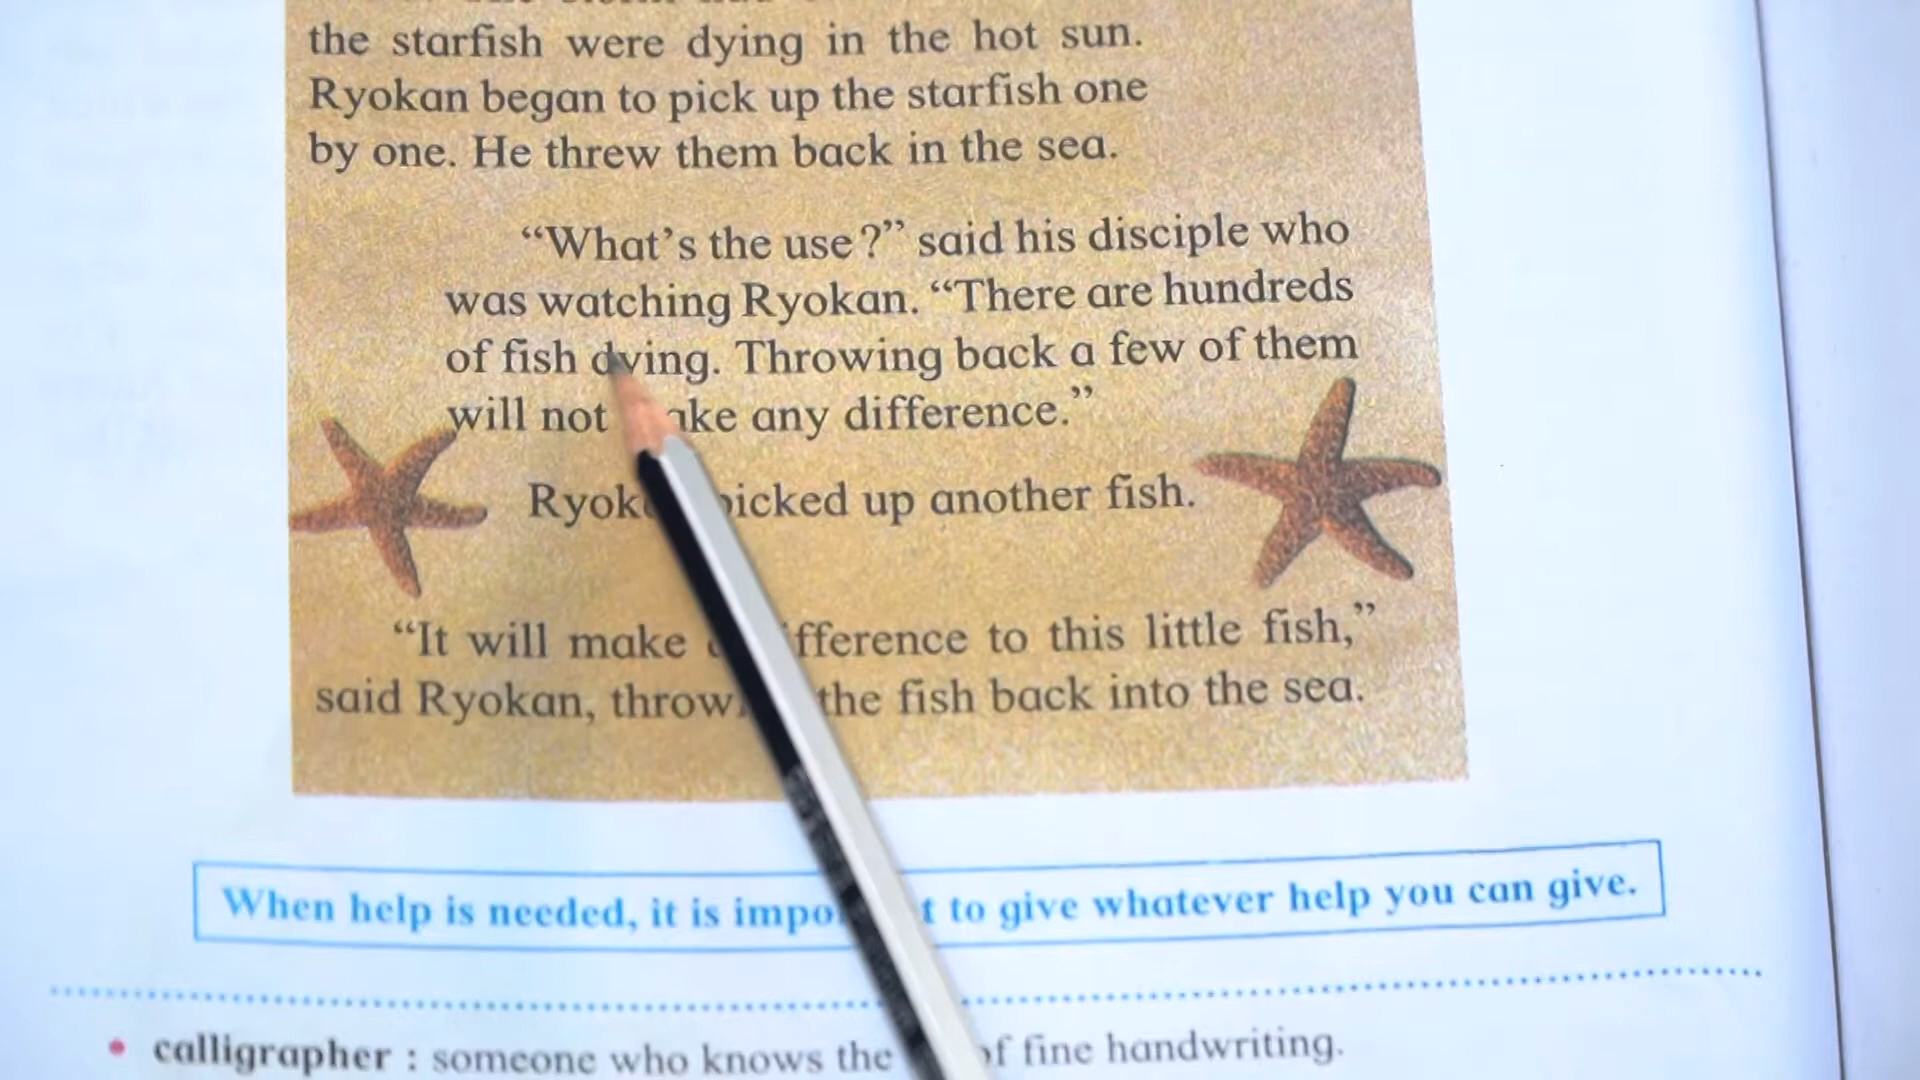 the starfish were dying in the hot sun.
Ryokan began to pick up the starfish one
by one. He threw them back in the sea.
“What’s the use?” said his disciple who
was watching Ryokan. “There are hundreds
of fish dying. Throwing back a few of them
will not make any difference.”
Ryokan picked up another fish.
“It will make a difference to this little fish,”
said Ryokan, throwing the fish back into the sea.
When help is needed, it is important to give whatever help you can give.
• calligrapher : someone who knows the of fine handwriting.